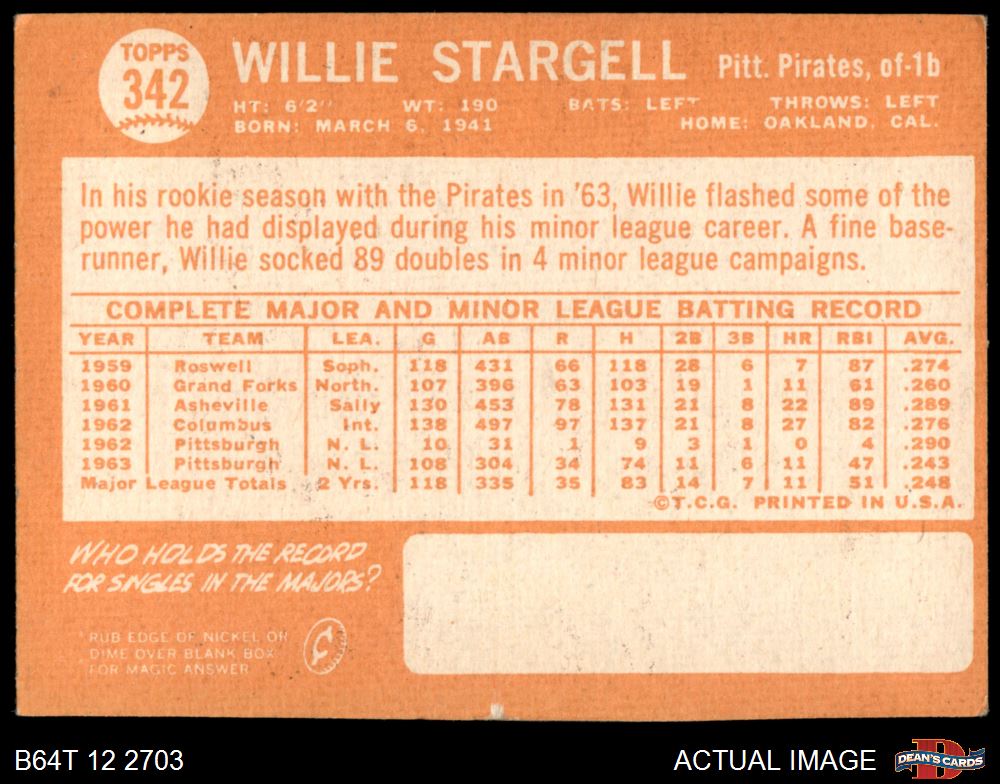 TOPPS
342
WILLIE STARGELL Pitt. Pirates, of-1b
HT: 6'2" WT: 190 BATS: LEFT THROWS: LEFT
BORN: MARCH 6, 1941 HOME: OAKLAND, CAL.
In his rookie season with the Pirates in '63, Willie flashed some of the
power he had displayed during his minor league career. A fine base-
runner, Willie socked 89 doubles in 4 minor league campaigns.
COMPLETE MAJOR AND MINOR LEAGUE BATTING RECORD
YEAR TEAM LEA. G AB R H 2B 3B HR RBI AVG.
1959 Roswell Soph. 118 431 66 118 28 6 7 87 .274
1960 Grand Forks North. 107 396 63 103 19 1 11 61 .260
1961 Asheville Sally 130 453 78 131 21 8 22 89 .289
1962 Columbus Int. 138 497 97 137 21 8 27 82 .276
1962 Pittsburgh N. L. 10 31 1 9 3 1 0 4 .290
1963 Pittsburgh N. L. 108 304 34 74 11 6 11 47 .243
Major League Totals 2 Yrs. 118 335 35 83 14 7 11 51 .248
©T.C.G. PRINTED IN U.S.A.
WHO HOLDS THE RECORD
FOR SINGLES IN THE MAJORS?
RUB EDGE OF NICKEL OR
DIME OVER BLANK BOX
FOR MAGIC ANSWER
B64T 12 2703 ACTUAL IMAGE DEAN'S CARDS